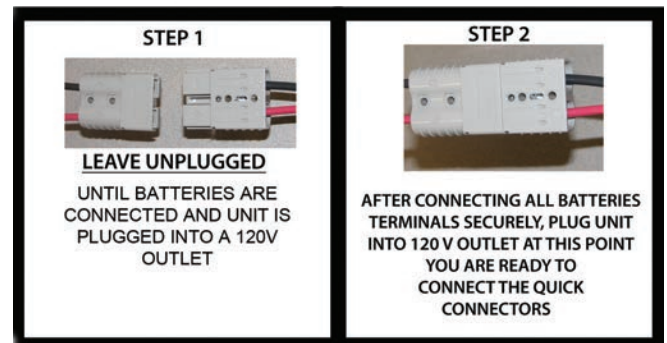 STEP 1
LEAVE UNPLUGGED
UNTIL BATTERIES ARE
CONNECTED AND UNIT IS
PLUGGED INTO A 120V
OUTLET
STEP 2
AFTER CONNECTING ALL BATTERIES
TERMINALS SECURELY, PLUG UNIT
INTO 120 V OUTLET AT THIS POINT
YOU ARE READY TO
CONNECT THE QUICK
CONNECTORS